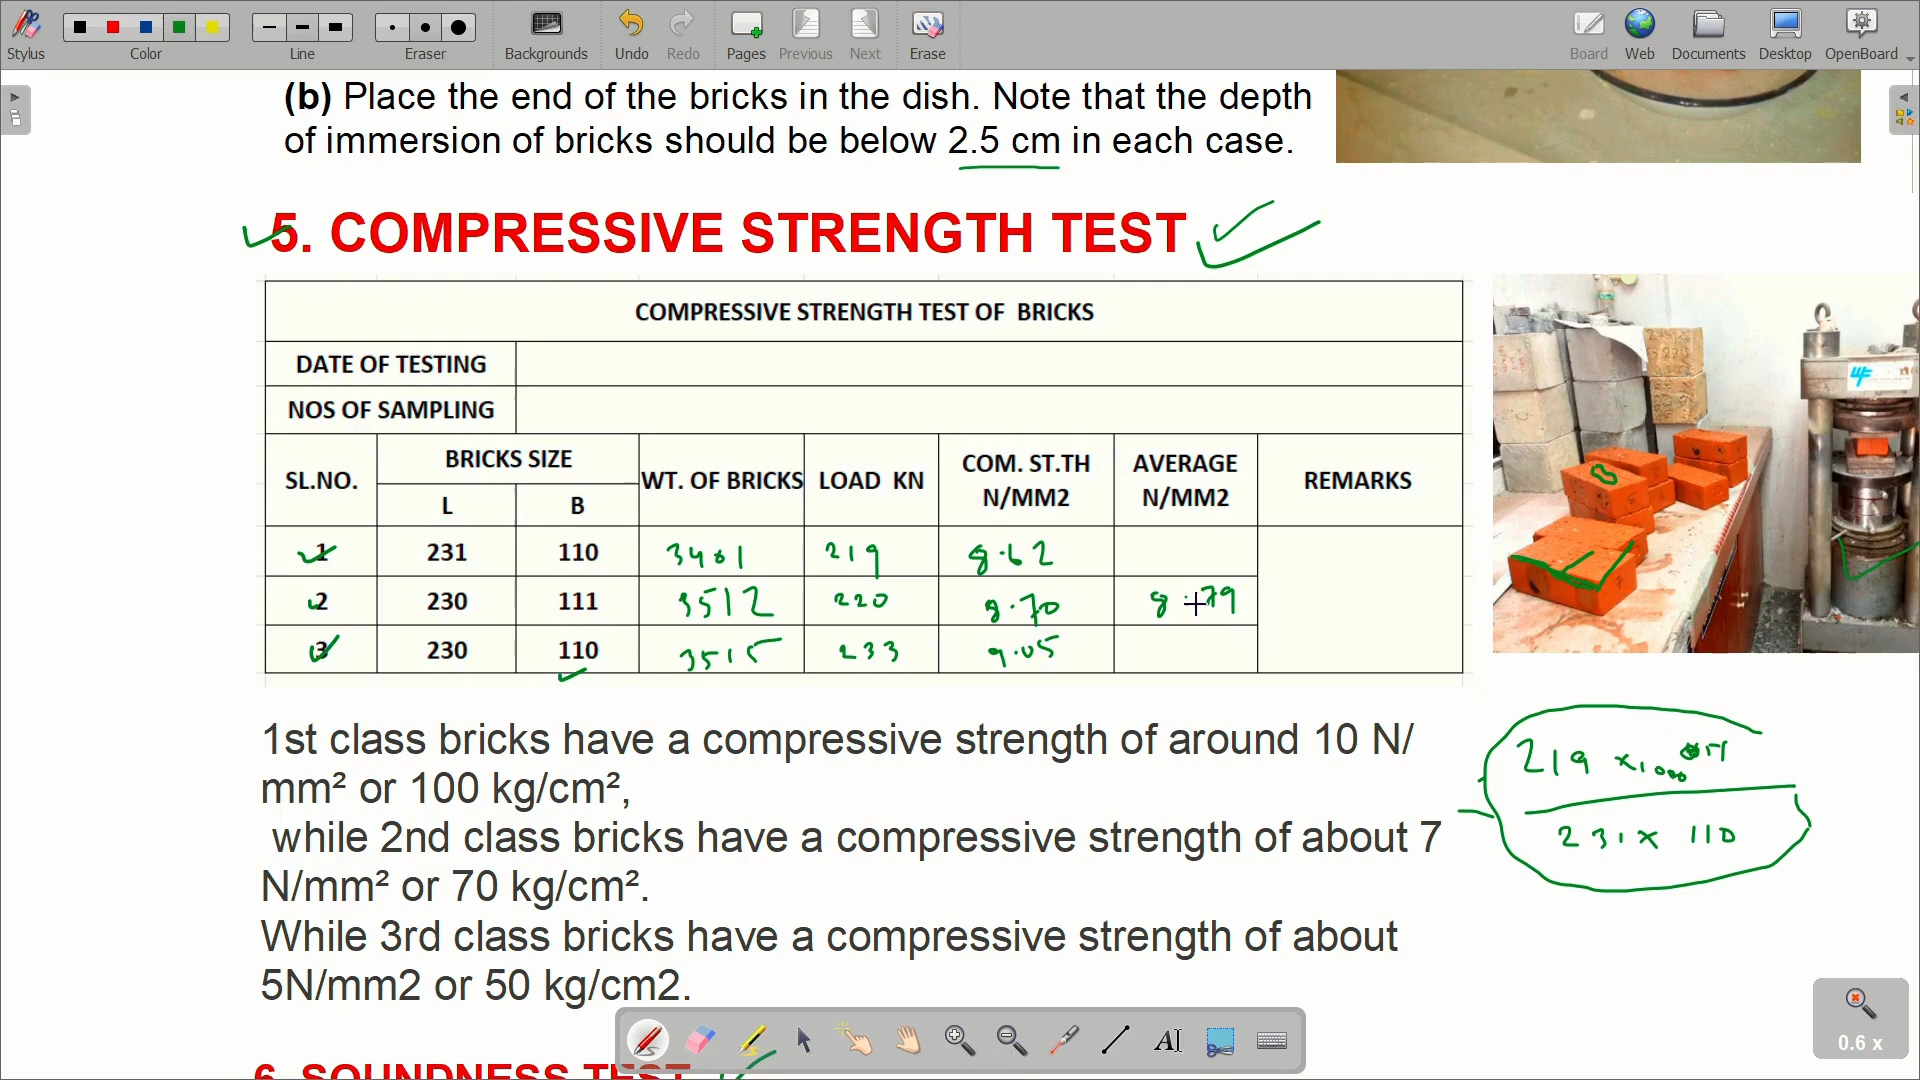 Stylus Color Line Eraser Backgrounds Undo Redo Pages Previous Next Erase Board Web Documents Desktop OpenBoard
(b) Place the end of the bricks in the dish. Note that the depth
of immersion of bricks should be below 2.5 cm in each case.
5. COMPRESSIVE STRENGTH TEST
COMPRESSIVE STRENGTH TEST OF BRICKS
DATE OF TESTING
NOS OF SAMPLING
SL.NO. BRICKS SIZE WT. OF BRICKS LOAD KN COM. ST.TH N/MM2 AVERAGE N/MM2 REMARKS
L B
1 231 110 3401 219 8.62
2 230 111 3512 220 8.70 8.79
3 230 110 3515 233 9.05
1st class bricks have a compressive strength of around 10 N/
mm² or 100 kg/cm²,
while 2nd class bricks have a compressive strength of about 7
N/mm² or 70 kg/cm².
While 3rd class bricks have a compressive strength of about
5N/mm2 or 50 kg/cm2.
219 x1000
231 x 110
6. SOUNDNESS TEST
0.6 x